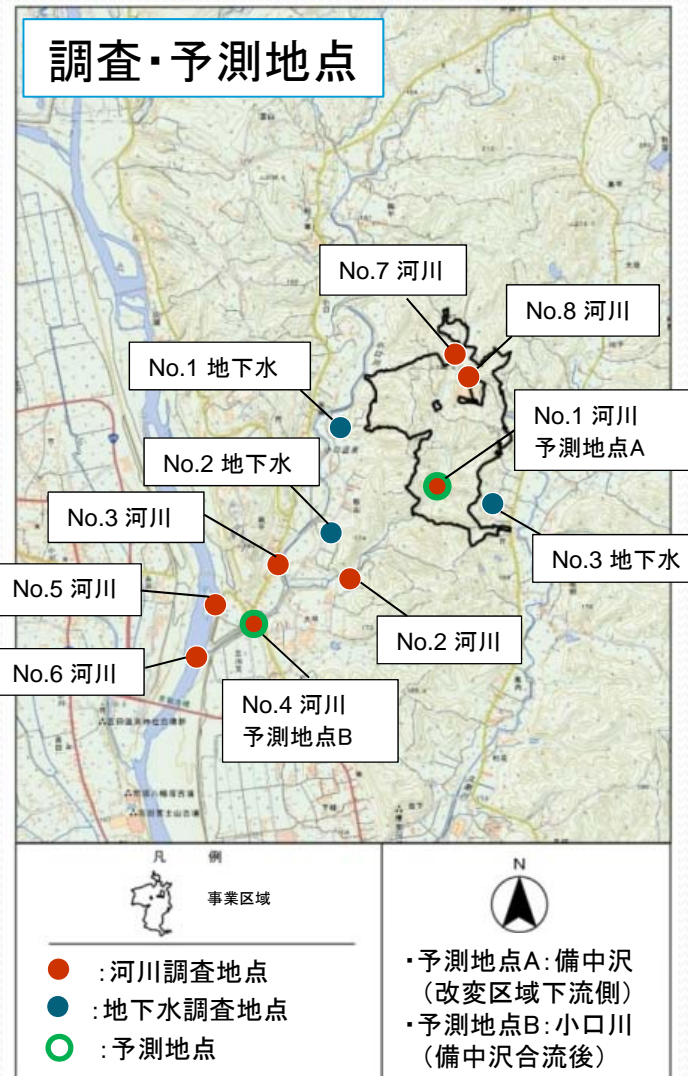 調査・予測地点
No.7 河川
No.8 河川
No.1 地下水
No.1 河川
予測地点A
No.2 地下水
No.3 河川
No.3 地下水
No.5 河川
No.2 河川
No.6 河川
No.4 河川
予測地点B
凡 例
事業区域
:河川調査地点
:地下水調査地点
:予測地点
N
・予測地点A:備中沢
(改変区域下流側)
・予測地点B:小口川
(備中沢合流後)